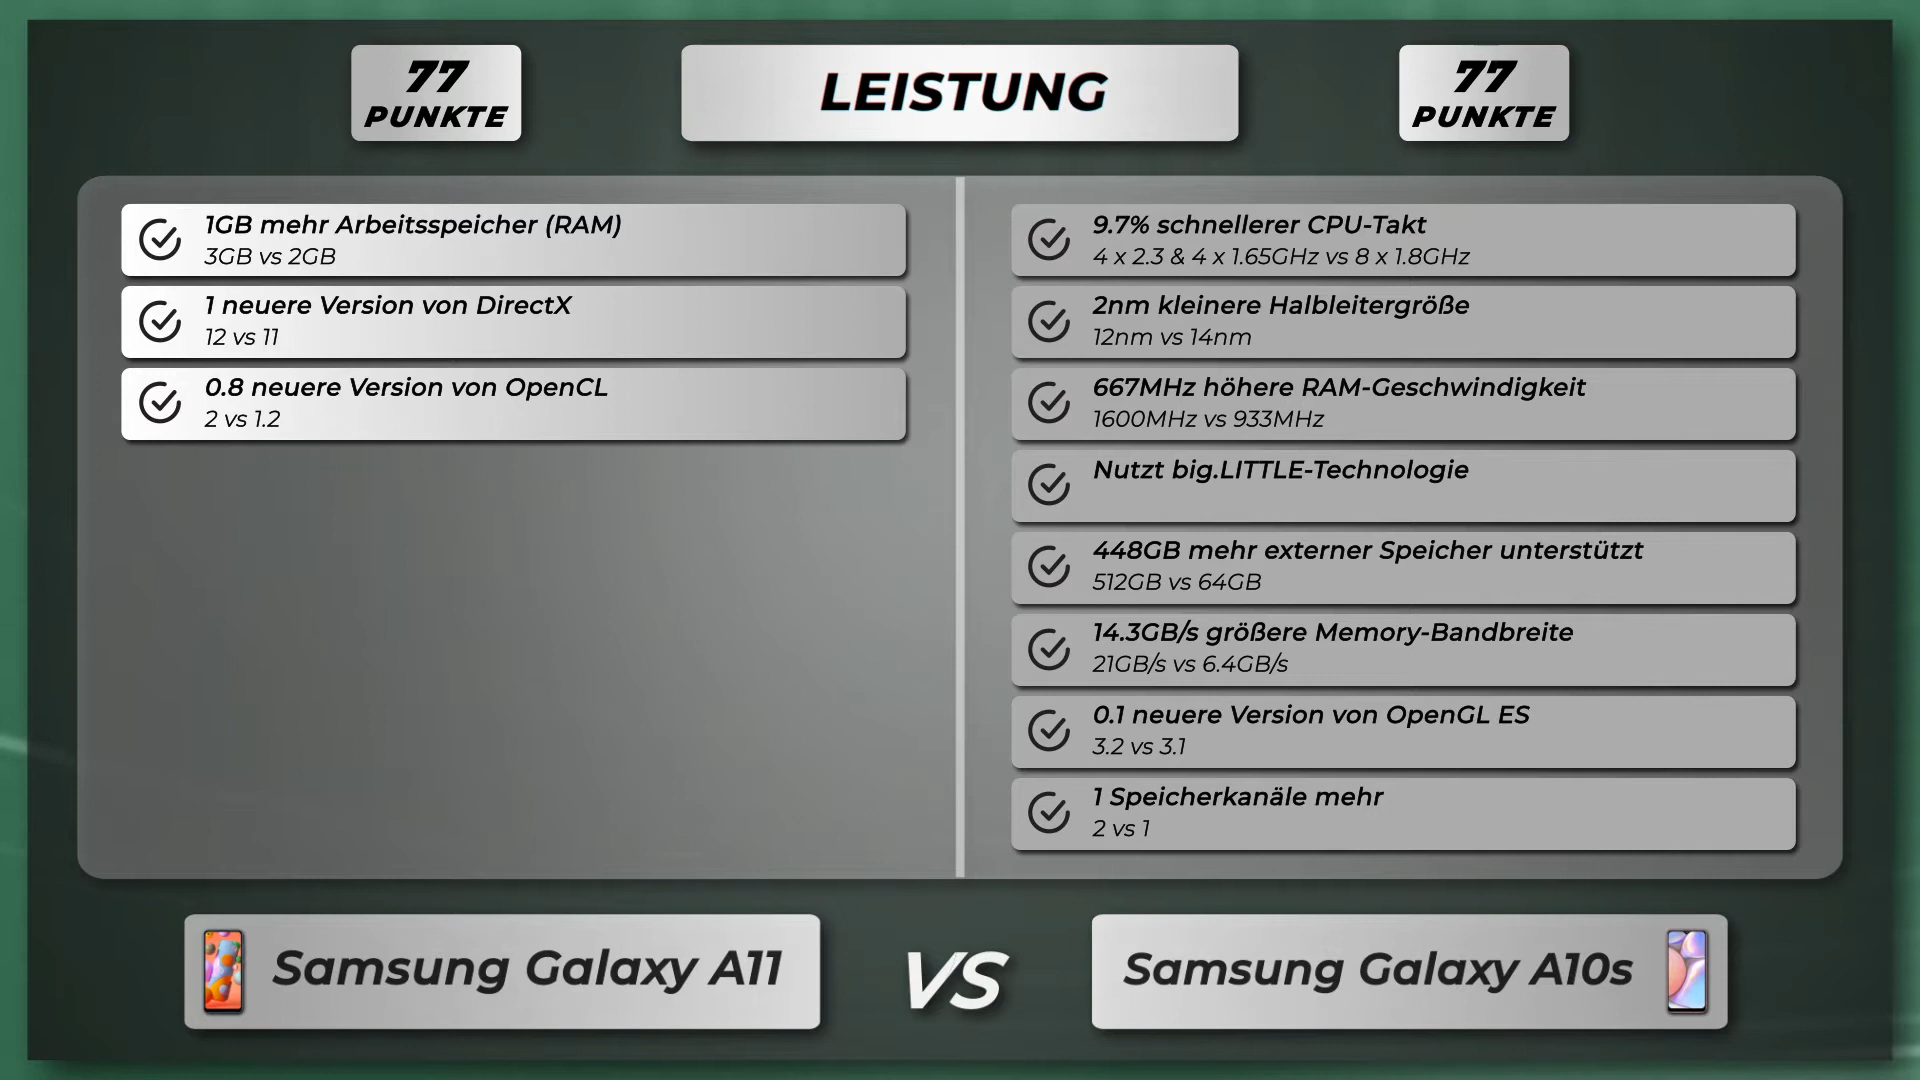 77
PUNKTE
LEISTUNG
77
PUNKTE
1GB mehr Arbeitsspeicher (RAM)
3GB vs 2GB
1 neuere Version von DirectX
12 vs 11
0.8 neuere Version von OpenCL
2 vs 1.2
9.7% schnellerer CPU-Takt
4 x 2.3 & 4 x 1.65GHz vs 8 x 1.8GHz
2nm kleinere Halbleitergröße
12nm vs 14nm
667MHz höhere RAM-Geschwindigkeit
1600MHz vs 933MHz
Nutzt big.LITTLE-Technologie
448GB mehr externer Speicher unterstützt
512GB vs 64GB
14.3GB/s größere Memory-Bandbreite
21GB/s vs 6.4GB/s
0.1 neuere Version von OpenGL ES
3.2 vs 3.1
1 Speicherkanäle mehr
2 vs 1
Samsung Galaxy A11
VS
Samsung Galaxy A10s